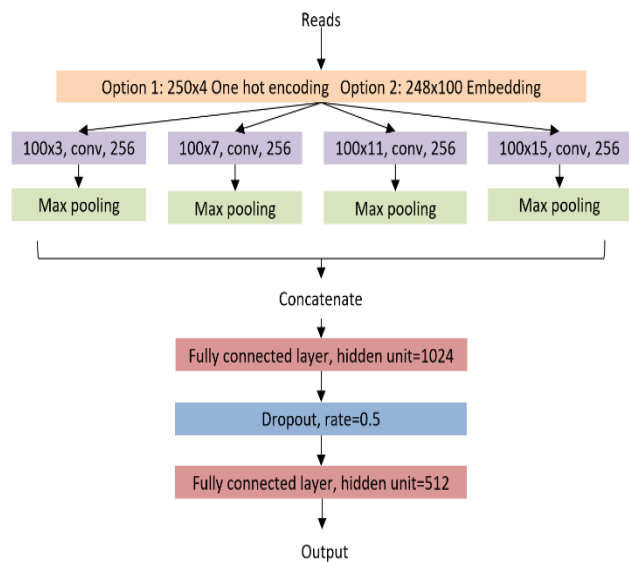 Reads
Option 1: 250x4 One hot encoding Option 2: 248x100 Embedding
100x3, conv, 256
100x7, conv, 256
100x11, conv, 256
100x15, conv, 256
Max pooling
Max pooling
Max pooling
Max pooling
Concatenate
Fully connected layer, hidden unit=1024
Dropout, rate=0.5
Fully connected layer, hidden unit=512
Output